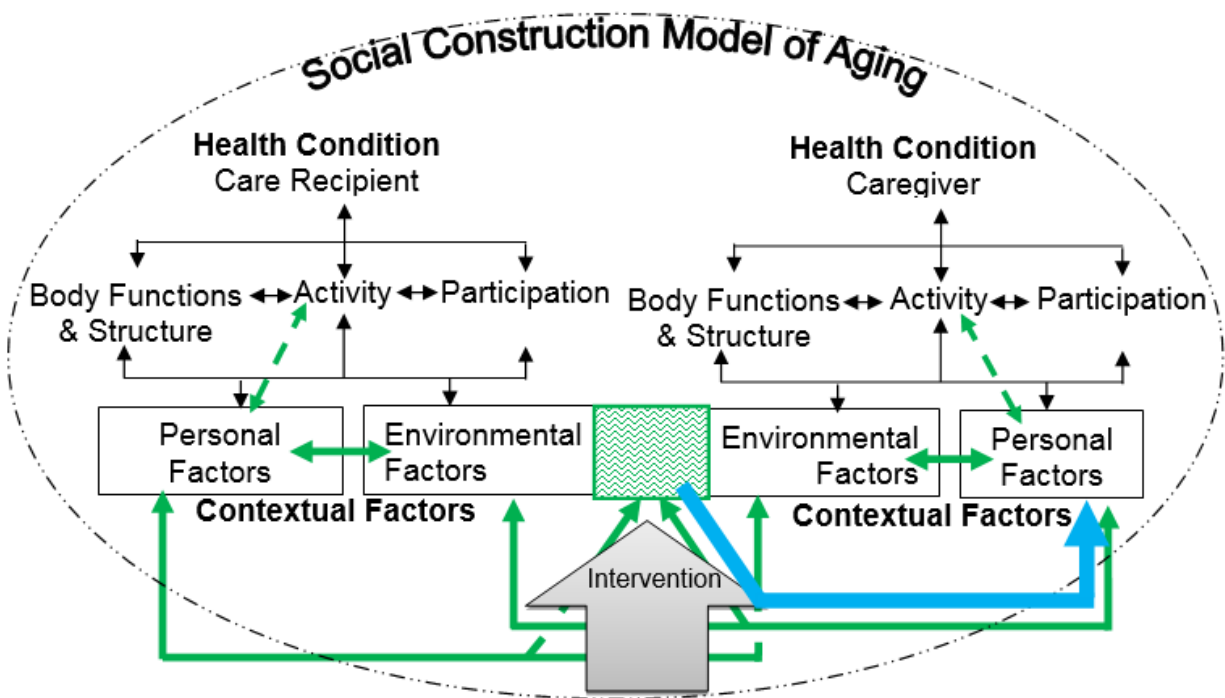 Social Construction Model of Aging
Health Condition
Care Recipient
Body Functions
& Structure
Activity
Participation
Personal
Factors
Environmental
Factors
Contextual Factors
Health Condition
Caregiver
Body Functions
& Structure
Activity
Participation
Environmental
Factors
Personal
Factors
Contextual Factors
Intervention